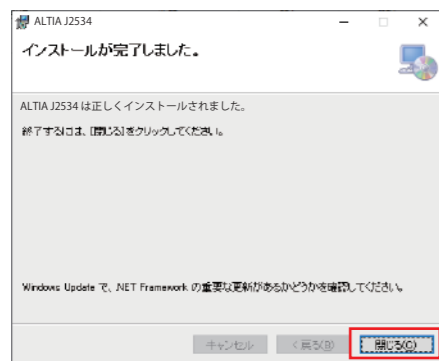 ALTIA J2534
インストールが完了しました。
ALTIA J2534 は正しくインストールされました。
終了するには、[閉じる]をクリックしてください。
Windows Update で、.NET Framework の重要な更新があるかどうかを確認してください。
キャンセル
< 戻る(B)
閉じる(C)